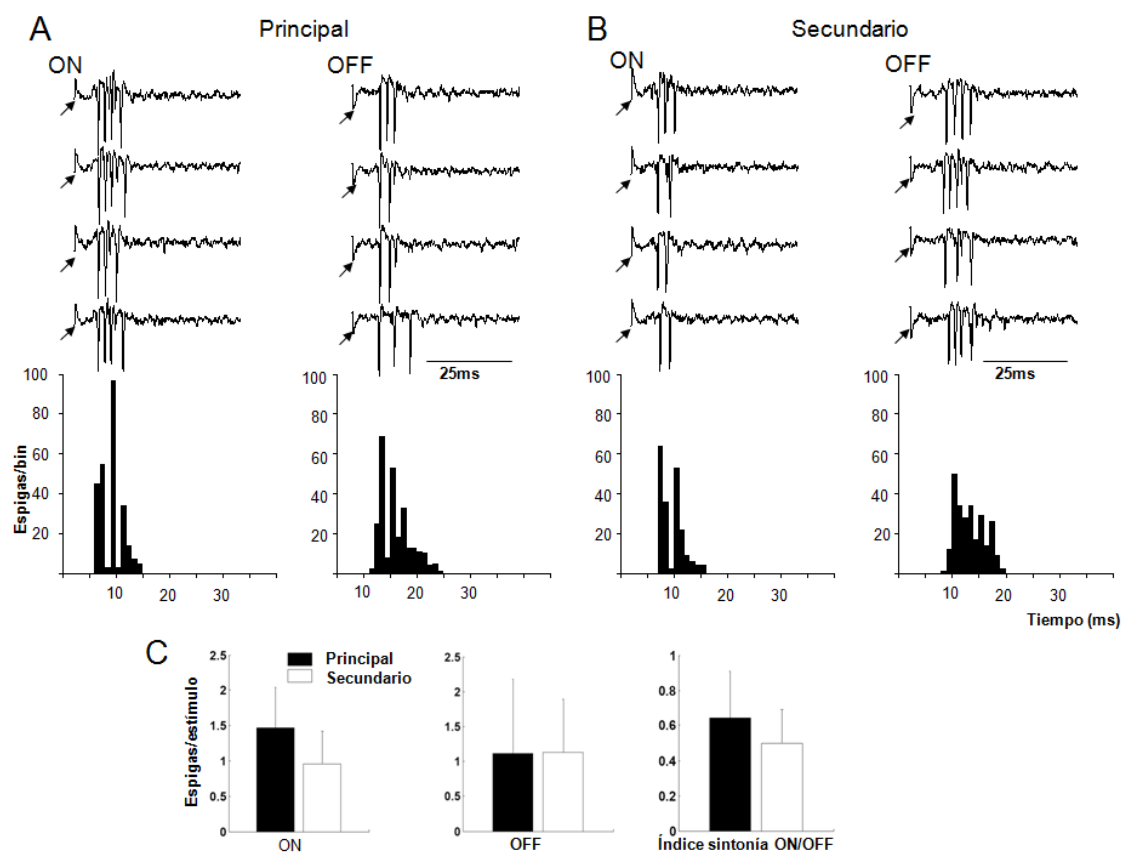 A
Principal
B
Secundario
ON
OFF
ON
OFF
25ms
25ms
100
80
60
40
20
Espigas/bin
10
20
30
100
80
60
40
20
10
20
30
100
80
60
40
20
10
20
30
100
80
60
40
20
10
20
30
Tiempo (ms)
C
Espigas/estímulo
2.5
2
1.5
1
0.5
0
Principal
Secundario
ON
2.5
2
1.5
1
0.5
0
OFF
1
0.8
0.6
0.4
0.2
0
Índice sintonía ON/OFF